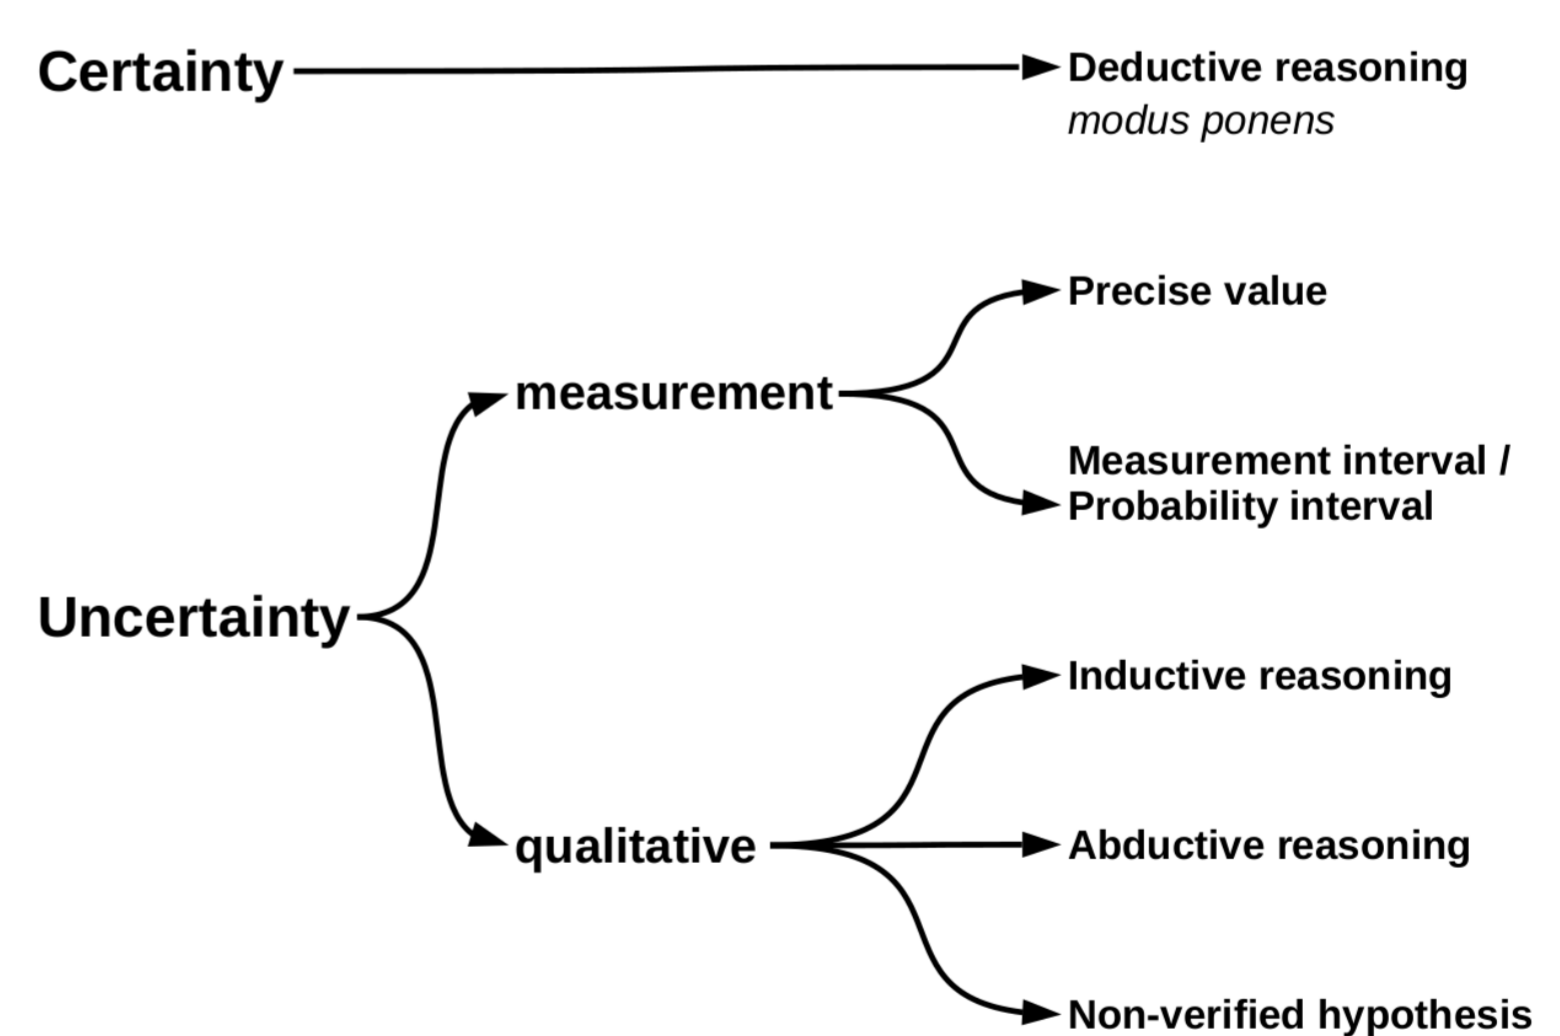 Certainty
Deductive reasoning
modus ponens
Precise value
measurement
Measurement interval /
Probability interval
Uncertainty
Inductive reasoning
qualitative
Abductive reasoning
Non-verified hypothesis